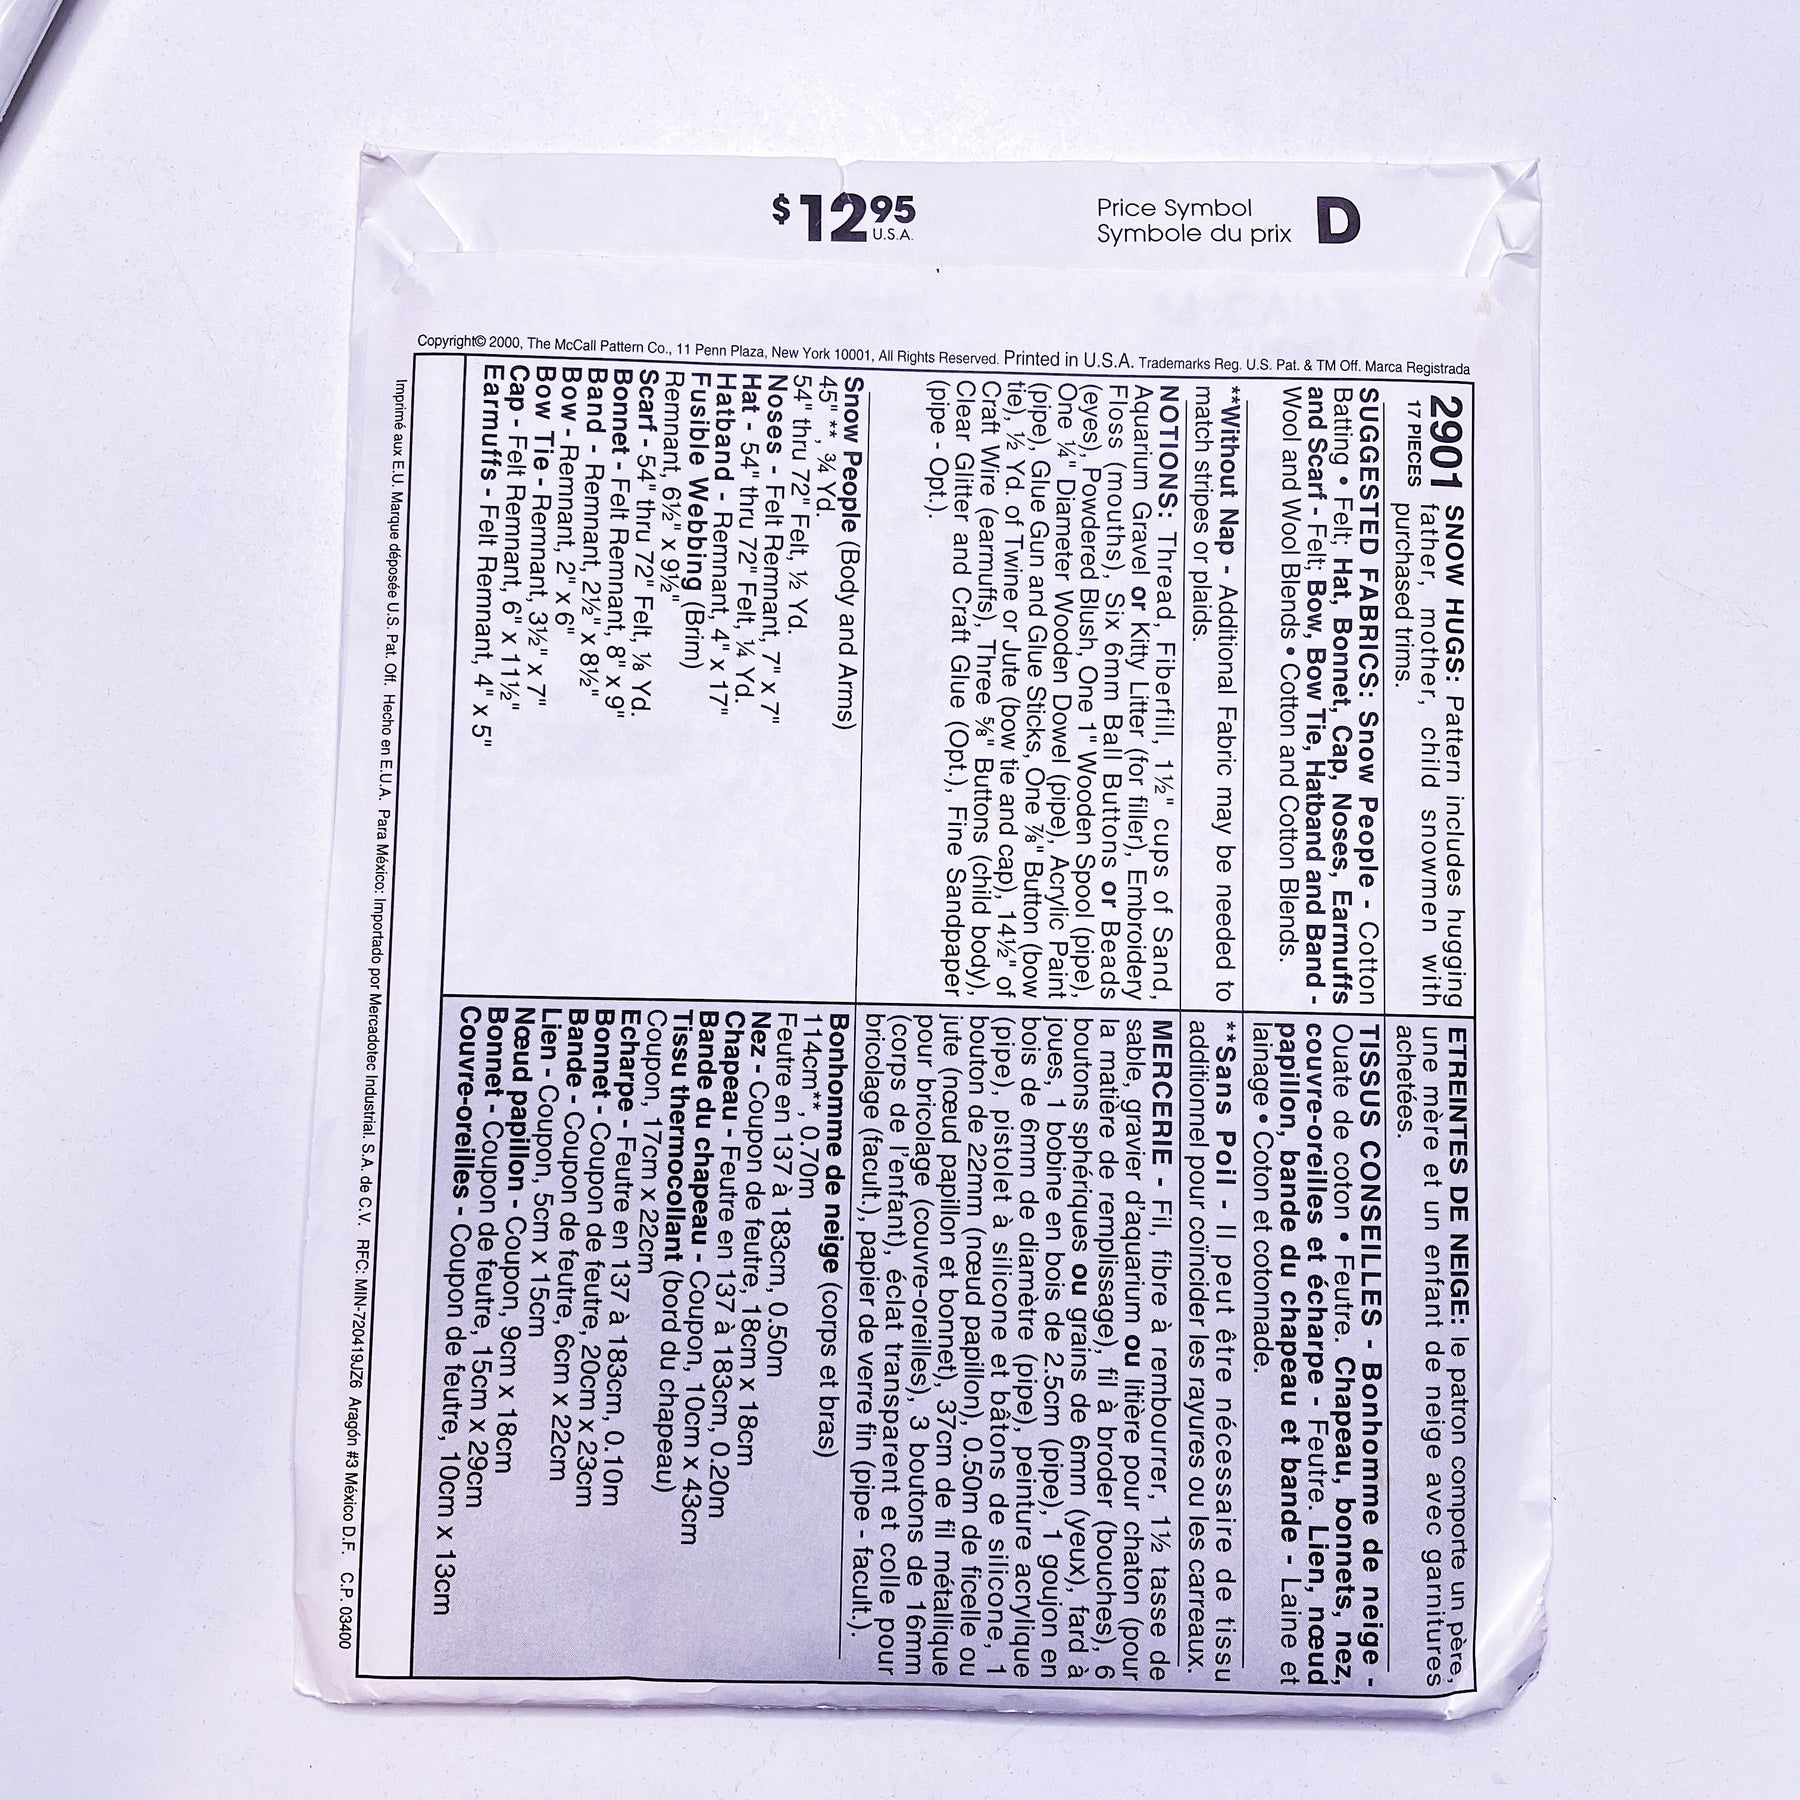 $12.95
U.S.A.
Price Symbol
Symbole du prix
D
Copyright© 2000, The McCall Pattern Co., 11 Penn Plaza, New York 10001, All Rights Reserved. Printed in U.S.A. Trademarks Reg. U.S. Pat. & TM Off. Marca Registrada
2901
17 PIECES
SNOW HUGS: Pattern includes hugging
father, mother, child snowmen with
purchased trims.
SUGGESTED FABRICS: Snow People - Cotton
Batting • Felt; Hat, Bonnet, Cap, Noses, Earmuffs
and Scarf - Felt; Bow, Bow Tie, Hatband and Band -
Wool and Wool Blends • Cotton and Cotton Blends.
**Without Nap - Additional Fabric may be needed to
match stripes or plaids.
NOTIONS: Thread, Fiberfill, 1½" cups of Sand,
Aquarium Gravel or Kitty Litter (for filler), Embroidery
Floss (mouths), Six 6mm Ball Buttons or Beads
(eyes), Powdered Blush, One 1" Wooden Spool (pipe),
One ¼" Diameter Wooden Dowel (pipe), Acrylic Paint
(pipe), Glue Gun and Glue Sticks, One ⅞" Button (bow
tie), ½ Yd. of Twine or Jute (bow tie and cap), 14½" of
Craft Wire (earmuffs), Three ⅝" Buttons (child body),
Clear Glitter and Craft Glue (Opt.), Fine Sandpaper
(pipe - Opt.).
Snow People (Body and Arms)
45" **, ¾ Yd.
54" thru 72" Felt, ½ Yd.
Noses - Felt Remnant, 7" x 7"
Hat - 54" thru 72" Felt, ¼ Yd.
Hatband - Remnant, 4" x 17"
Fusible Webbing (Brim)
Remnant, 6½" x 9½"
Scarf - 54" thru 72" Felt, ⅛ Yd.
Bonnet - Felt Remnant, 8" x 9"
Band - Remnant, 2½" x 8½"
Bow - Remnant, 2" x 6"
Bow Tie - Remnant, 3½" x 7"
Cap - Felt Remnant, 6" x 11½"
Earmuffs - Felt Remnant, 4" x 5"
ETREINTES DE NEIGE: le patron comporte un père,
une mère et un enfant de neige avec garnitures
achetées.
TISSUS CONSEILLES - Bonhomme de neige -
Ouate de coton • Feutre. Chapeau, bonnets, nez,
couvre-oreilles et écharpe - Feutre. Lien, nœud
papillon, bande du chapeau et bande - Laine et
lainage • Coton et cotonnade.
**Sans Poil - Il peut être nécessaire de tissu
additionnel pour coïncider les rayures ou les carreaux.
MERCERIE - Fil, fibre à rembourrer, 1½ tasse de
sable, gravier d'aquarium ou litière pour chaton (pour
la matière de remplissage), fil à broder (bouches), 6
boutons sphériques ou grains de 6mm (yeux), fard à
joues, 1 bobine en bois de 2.5cm (pipe), 1 goujon en
bois de 6mm de diamètre (pipe), peinture acrylique
(pipe), pistolet à silicone et bâtons de silicone, 1
bouton de 22mm (nœud papillon), 0.50m de ficelle ou
jute (nœud papillon et bonnet), 37cm de fil métallique
pour bricolage (couvre-oreilles), 3 boutons de 16mm
(corps de l'enfant), éclat transparent et colle pour
bricolage (facult.), papier de verre fin (pipe - facult.).
Bonhomme de neige (corps et bras)
114cm**, 0.70m
Feutre en 137 à 183cm, 0.50m
Nez - Coupon de feutre, 18cm x 18cm
Chapeau - Feutre en 137 à 183cm, 0.20m
Bande du chapeau - Coupon, 10cm x 43cm
Tissu thermocollant (bord du chapeau)
Coupon, 17cm x 22cm
Echarpe - Feutre en 137 à 183cm, 0.10m
Bonnet - Coupon de feutre, 20cm x 23cm
Bande - Coupon de feutre, 6cm x 22cm
Lien - Coupon, 5cm x 15cm
Nœud papillon - Coupon, 9cm x 18cm
Bonnet - Coupon de feutre, 15cm x 29cm
Couvre-oreilles - Coupon de feutre, 10cm x 13cm
Imprimé aux E.U. Marque déposée U.S. Pat. Off. Hecho en E.U.A. Para México: Importado por Mercadotec Industrial. S.A. de C.V. RFC: MIN-720419JZ6 Aragón #3 México D.F. C.P. 03400